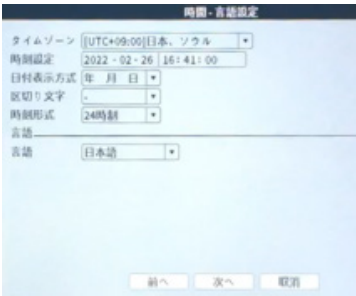 時間・言語設定
タイムゾーン [UTC+09:00]日本、ソウル
時刻設定 2022 - 02 - 26 16: 41: 00
日付表示方式 年 月 日
区切り文字 -
時刻形式 24時制
言語
言語 日本語
前へ 次へ 取消